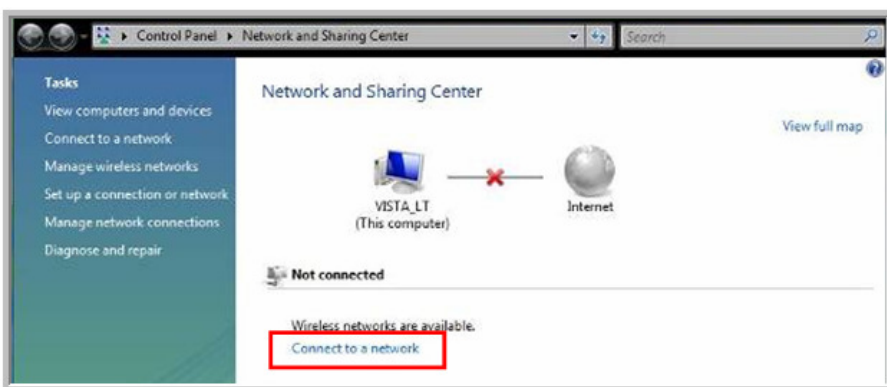 Control Panel Network and Sharing Center Search
Tasks
View computers and devices
Connect to a network
Manage wireless networks
Set up a connection or network
Manage network connections
Diagnose and repair
Network and Sharing Center
View full map
VISTA_LT
(This computer)
Internet
Not connected
Wireless networks are available.
Connect to a network